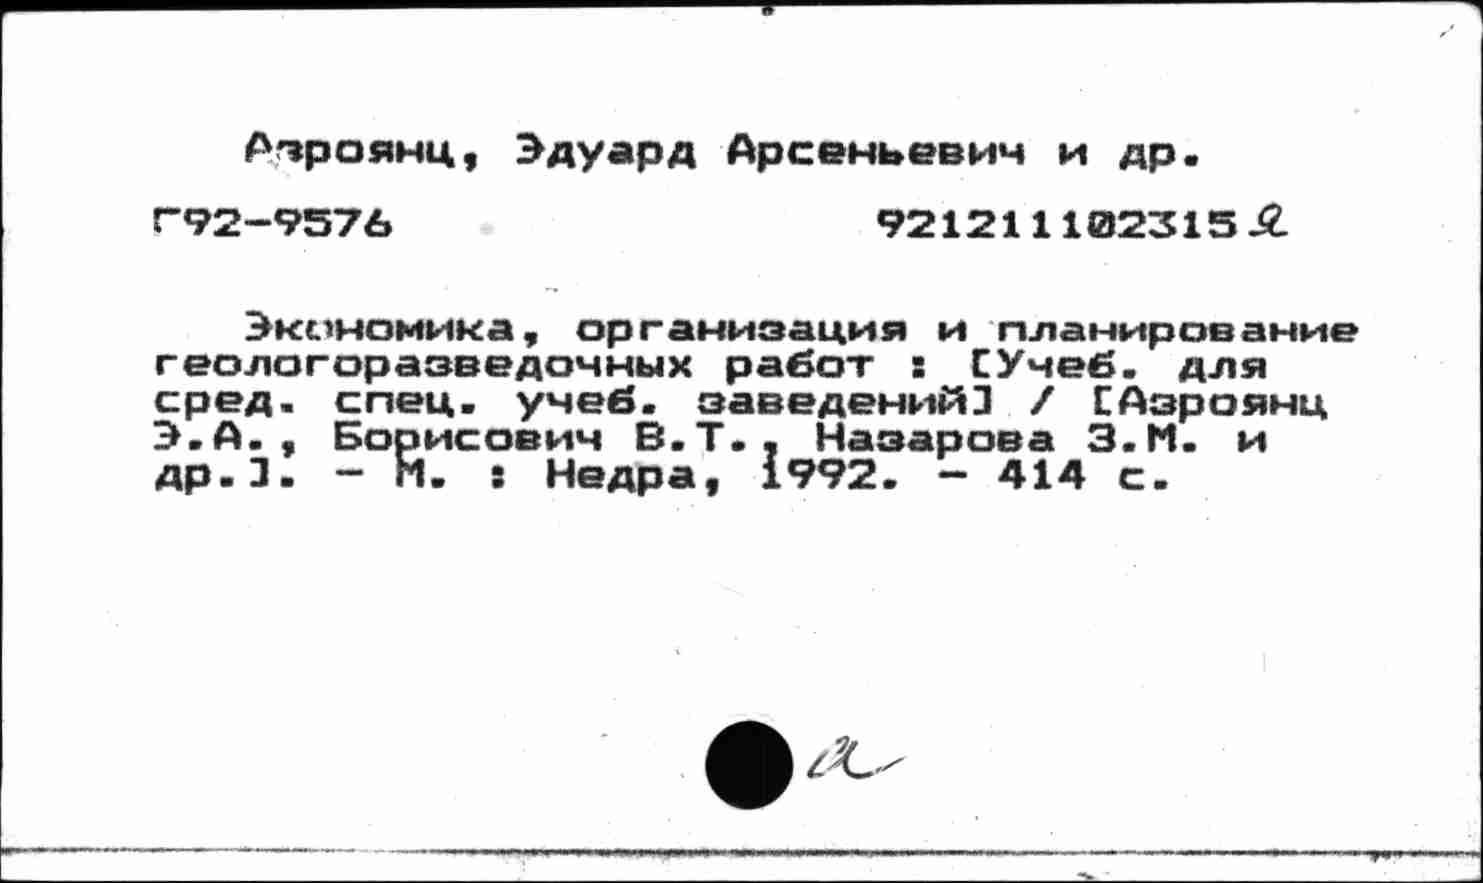 Азроянц, Эдуард Арсеньевич и др.
Г92-9576 921211102315
Экономика, организация и планирование
геологоразведочных работ : [Учеб. для
сред. спец. учеб. заведений] / [Азроянц
Э.А., Борисович В.Т., Назарова З.М. и
др.]. - М. : Недра, 1992. - 414 с.
а